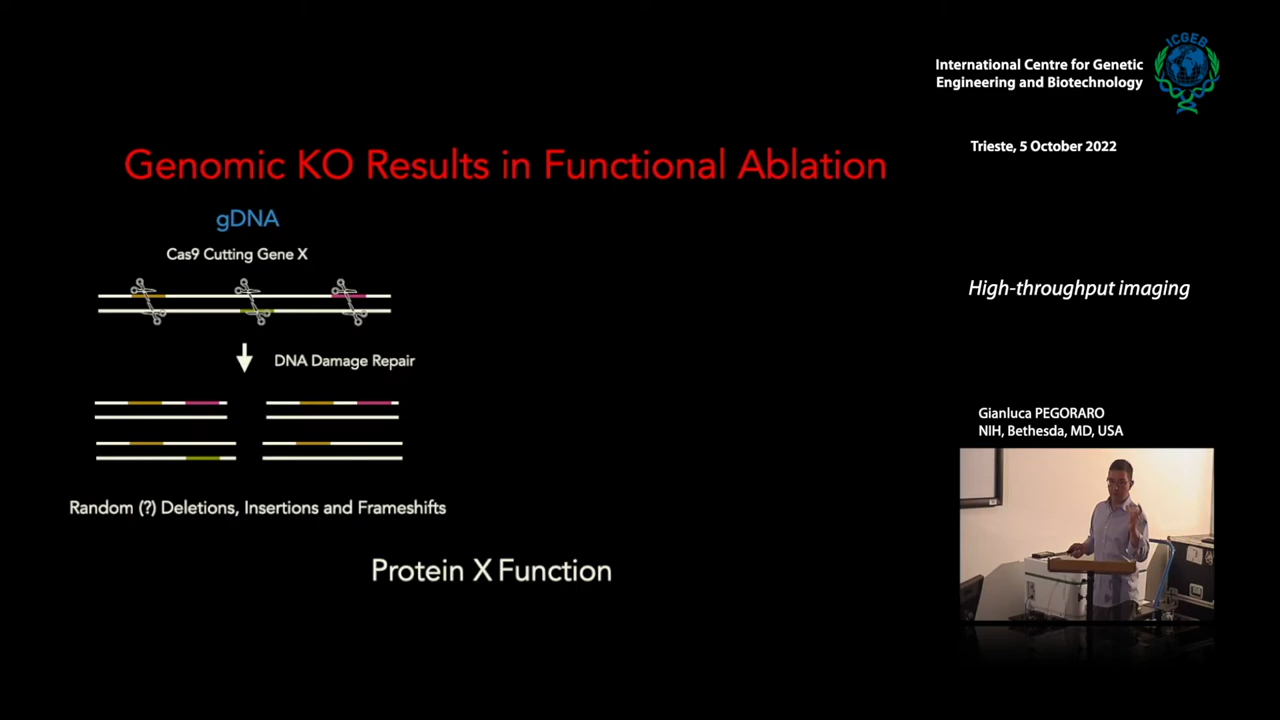 ICGEB
International Centre for Genetic
Engineering and Biotechnology
Trieste, 5 October 2022
Genomic KO Results in Functional Ablation
gDNA
Cas9 Cutting Gene X
DNA Damage Repair
Random (?) Deletions, Insertions and Frameshifts
Protein X Function
High-throughput imaging
Gianluca PEGORARO
NIH, Bethesda, MD, USA